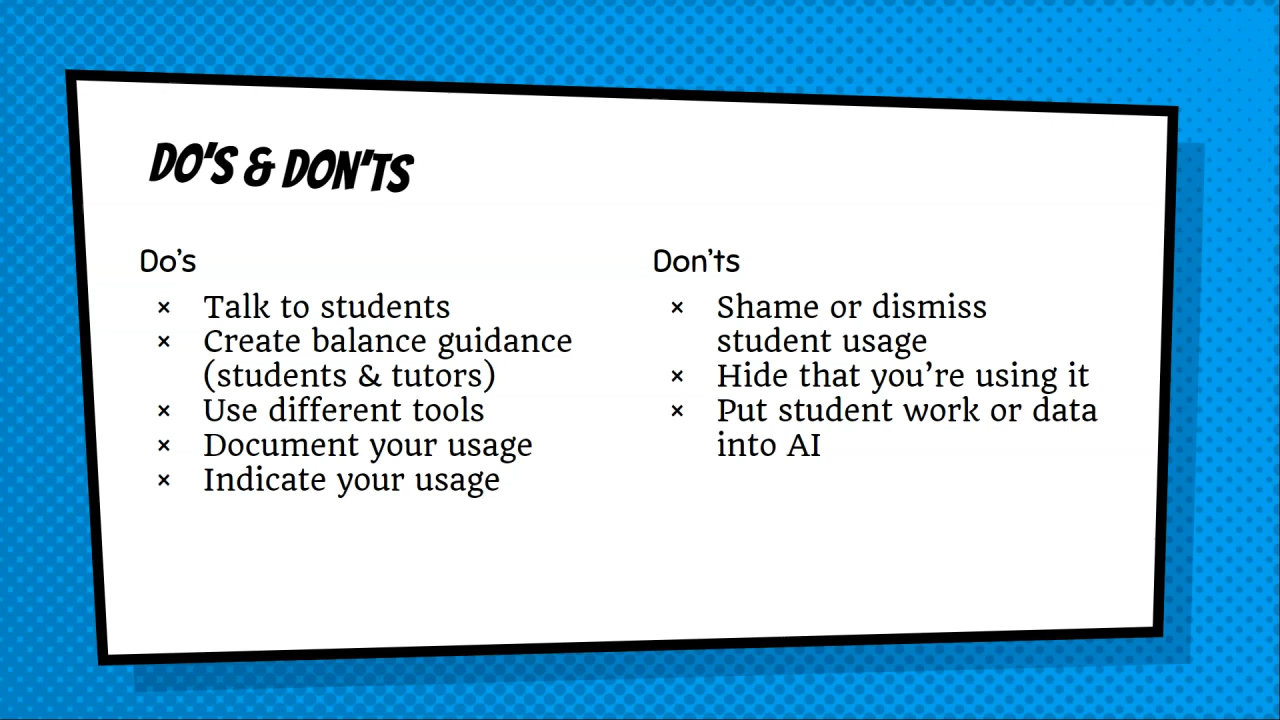 DO'S & DON'TS
Do's
× Talk to students
× Create balance guidance
(students & tutors)
× Use different tools
× Document your usage
× Indicate your usage
Don'ts
× Shame or dismiss
student usage
× Hide that you're using it
× Put student work or data
into AI